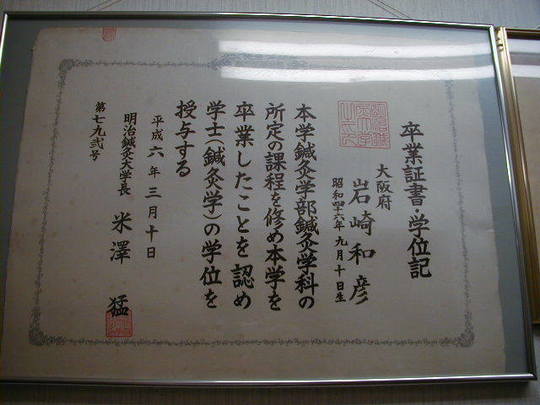 卒業証書・学位記
大阪府
岩崎和彦
昭和四十六年九月十日生
本学鍼灸学部鍼灸学科の
所定の課程を修め本学を
卒業したことを認め
学士(鍼灸学)の学位を
授与する
平成六年三月十日
明治鍼灸大学長 米澤猛
第七九弐号